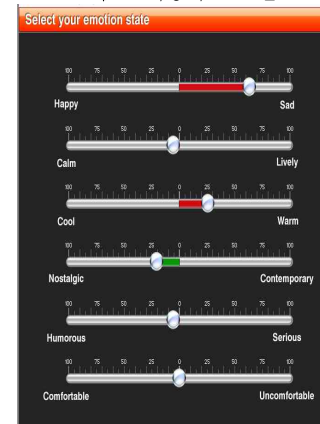 Select your emotion state
100 75 50 25 0 25 50 75 100
Happy Sad
100 75 50 25 0 25 50 75 100
Calm Lively
100 75 50 25 0 25 50 75 100
Cool Warm
100 75 50 25 0 25 50 75 100
Nostalgic Contemporary
100 75 50 25 0 25 50 75 100
Humorous Serious
100 75 50 25 0 25 50 75 100
Comfortable Uncomfortable